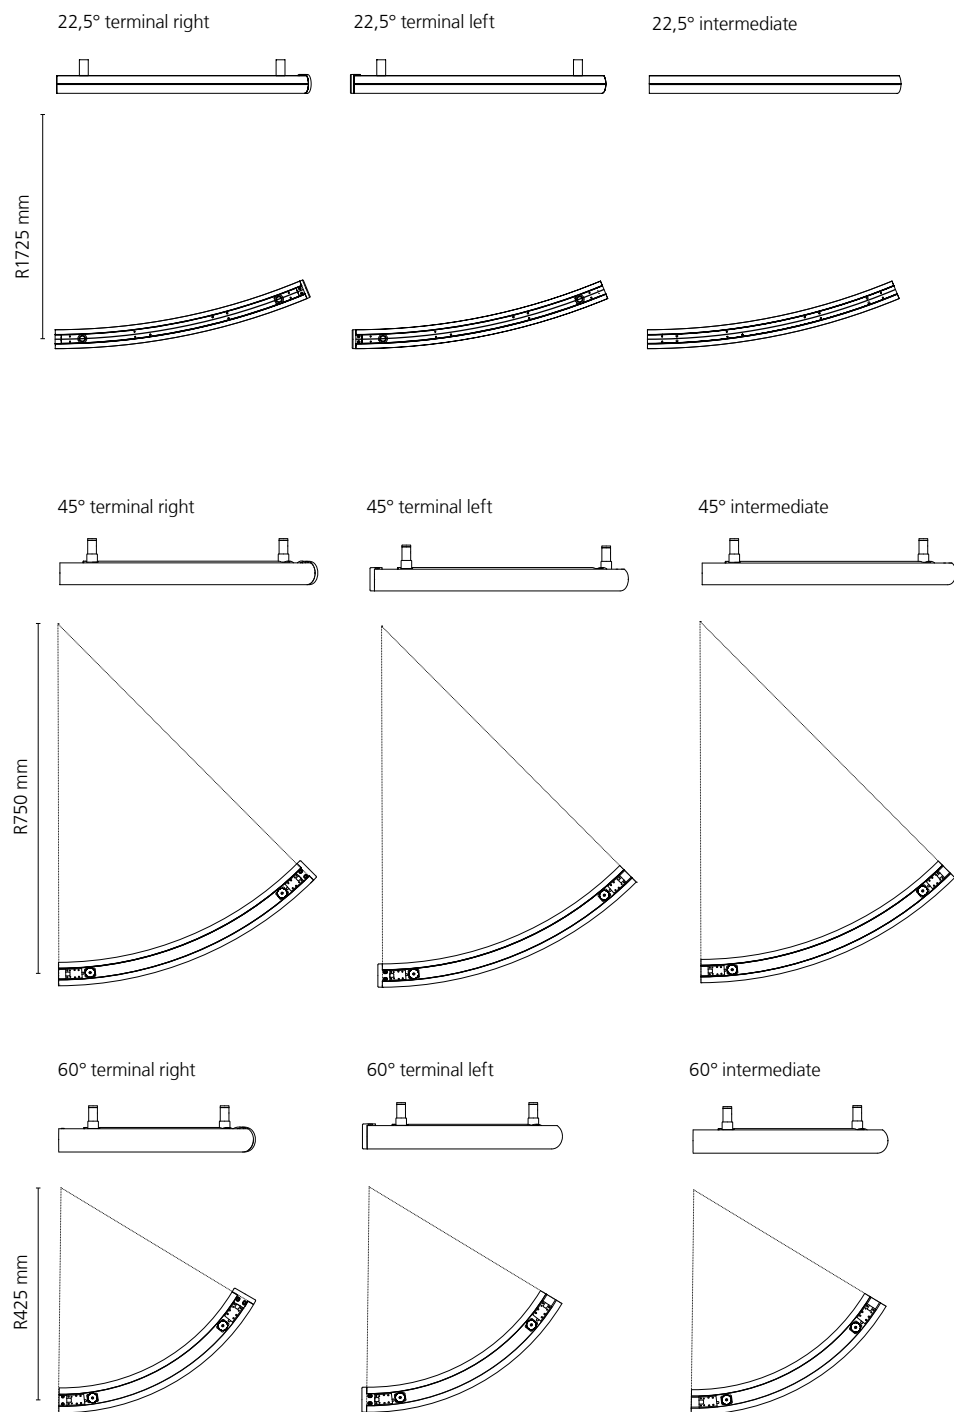 22,5° terminal right
22,5° terminal left
22,5° intermediate
R1725 mm
45° terminal right
45° terminal left
45° intermediate
R750 mm
60° terminal right
60° terminal left
60° intermediate
R425 mm